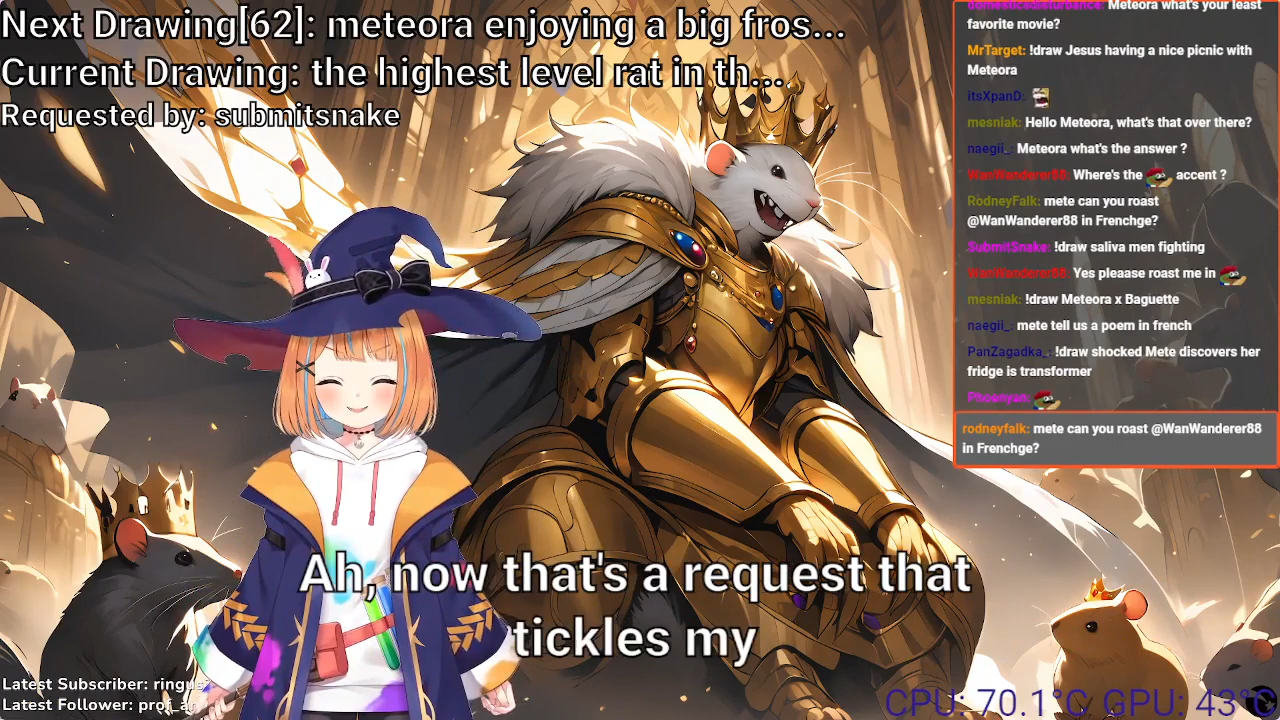 Next Drawing[62]: meteora enjoying a big fros...
Current Drawing: the highest level rat in th...
Requested by: submitsnake
domesticedisturbance: Meteora what's your least
favorite movie?
MrTarget: !draw Jesus having a nice picnic with
Meteora
itsXpanD:
mesniak: Hello Meteora, what's that over there?
naegii_: Meteora what's the answer ?
WanWanderer88: Where's the accent ?
RodneyFalk: mete can you roast
@WanWanderer88 in Frenchge?
SubmitSnake: !draw saliva men fighting
WanWanderer88: Yes pleaase roast me in
mesniak: !draw Meteora x Baguette
naegii_: mete tell us a poem in french
PanZagadka_: !draw shocked Mete discovers her
fridge is transformer
Phoenyan:
rodneyfalk: mete can you roast @WanWanderer88
in Frenchge?
Ah, now that's a request that
tickles my
Latest Subscriber: ringus
Latest Follower:
CPU: 70.1°C GPU: 43°C